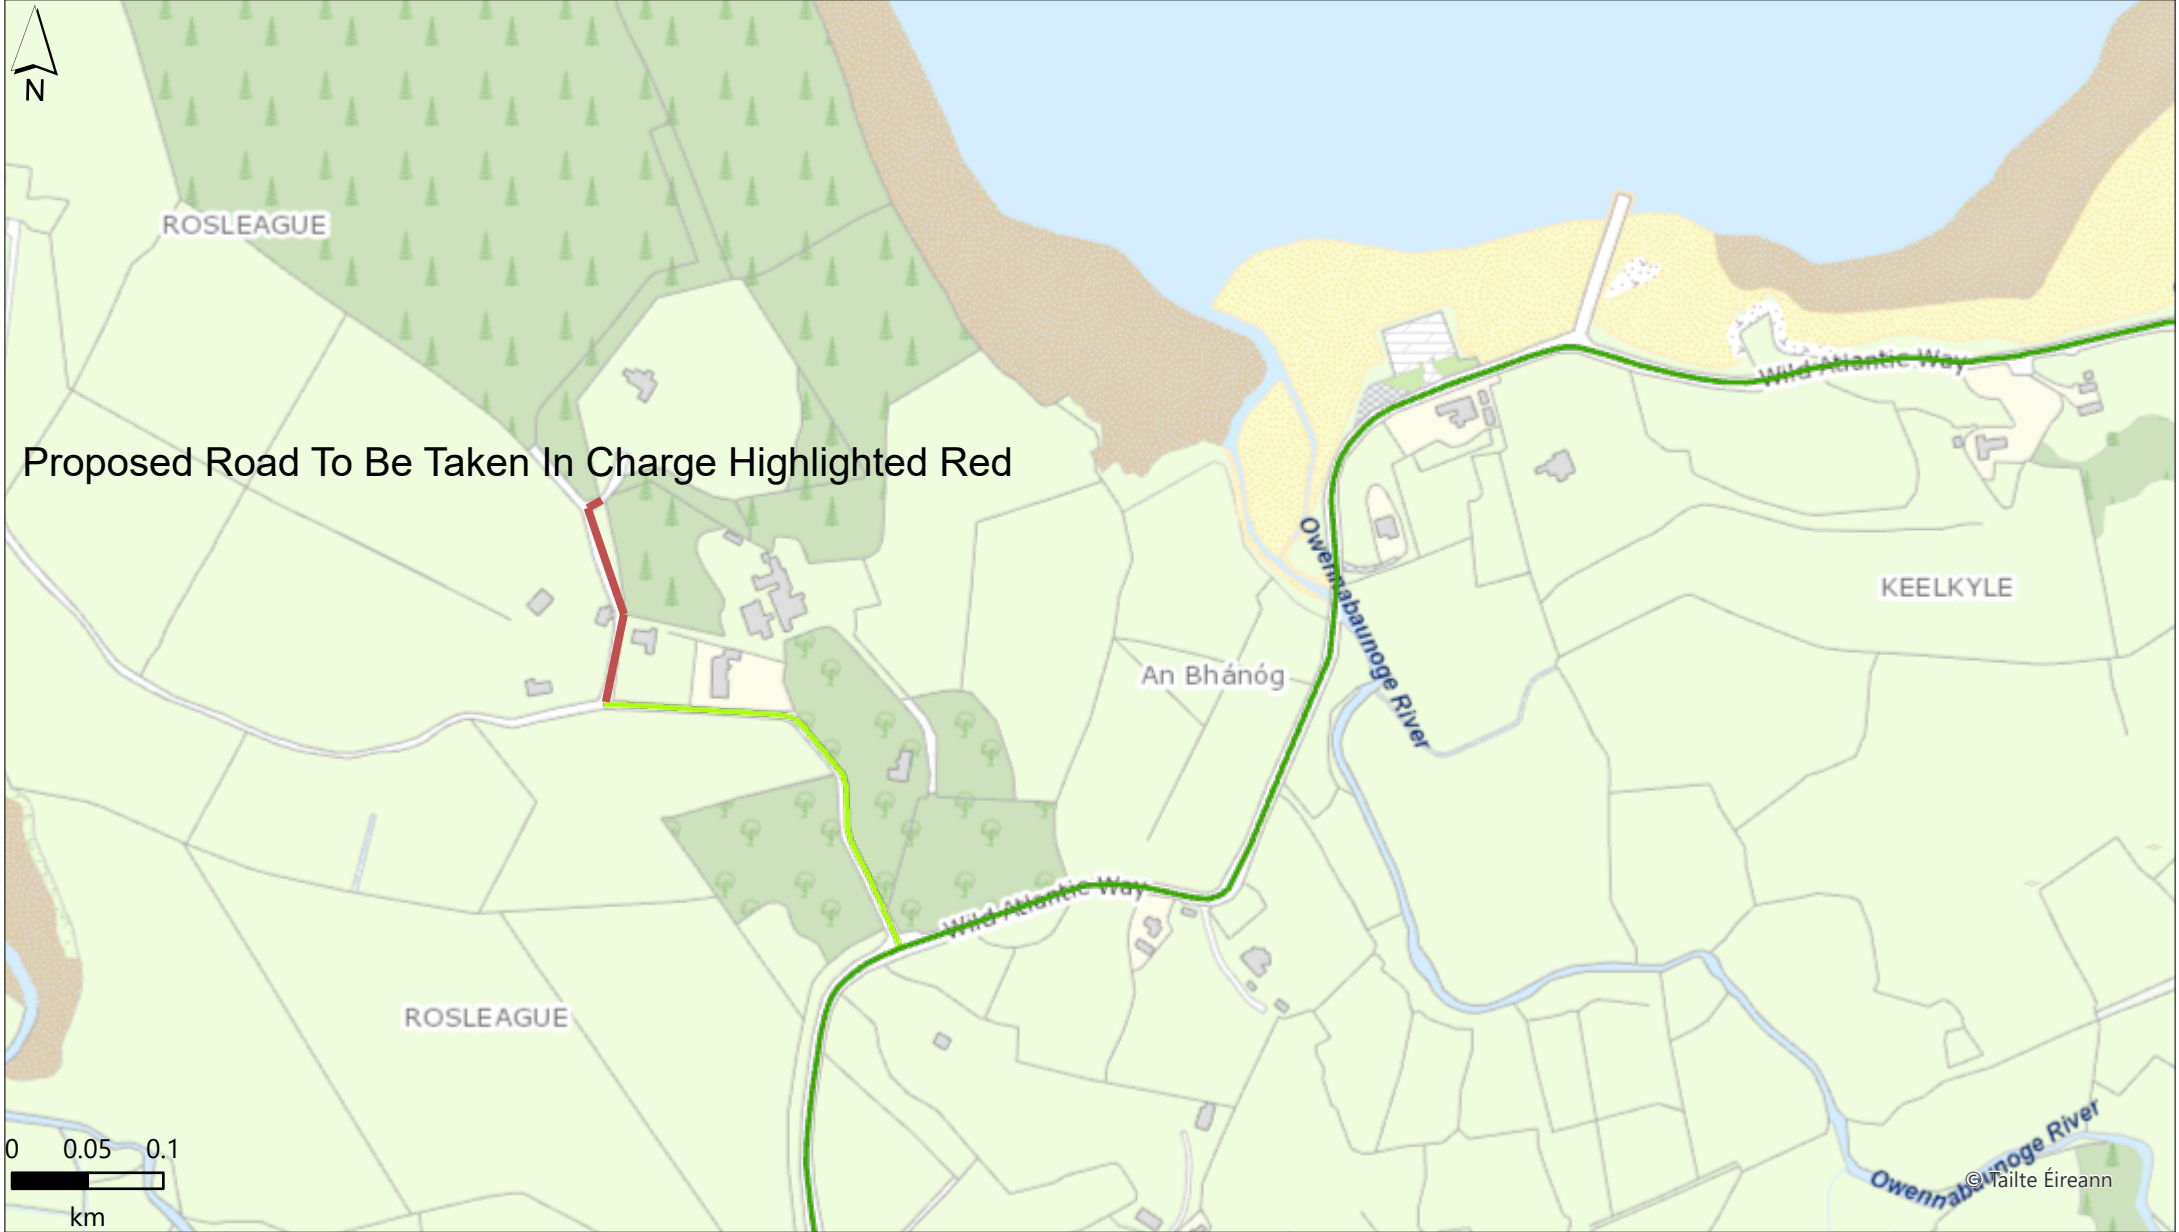 N
ROSLEAGUE
Wild Atlantic Way
Proposed Road To Be Taken In Charge Highlighted Red
Owennabaunoge River
KEELKYLE
An Bhánóg
Wild Atlantic Way
ROSLEAGUE
Owennabaunoge River
0 0.05 0.1
km
© Tailte Éireann